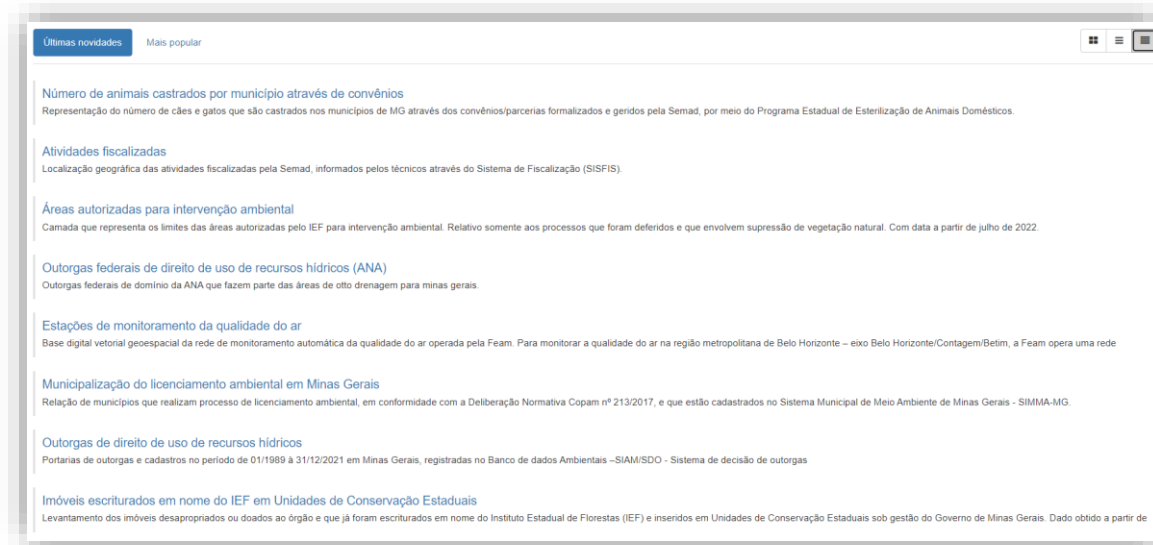 Últimas novidades Mais popular
Número de animais castrados por município através de convênios
Representação do número de cães e gatos que são castrados nos municípios de MG através dos convênios/parcerias formalizados e geridos pela Semad, por meio do Programa Estadual de Esterilização de Animais Domésticos.
Atividades fiscalizadas
Localização geográfica das atividades fiscalizadas pela Semad, informados pelos técnicos através do Sistema de Fiscalização (SISFIS).
Áreas autorizadas para intervenção ambiental
Camada que representa os limites das áreas autorizadas pelo IEF para intervenção ambiental. Relativo somente aos processos que foram deferidos e que envolvem supressão de vegetação natural. Com data a partir de julho de 2022.
Outorgas federais de direito de uso de recursos hídricos (ANA)
Outorgas federais de domínio da ANA que fazem parte das áreas de otto drenagem para minas gerais.
Estações de monitoramento da qualidade do ar
Base digital vetorial geoespacial da rede de monitoramento automática da qualidade do ar operada pela Feam. Para monitorar a qualidade do ar na região metropolitana de Belo Horizonte – eixo Belo Horizonte/Contagem/Betim, a Feam opera uma rede
Municipalização do licenciamento ambiental em Minas Gerais
Relação de municípios que realizam processo de licenciamento ambiental, em conformidade com a Deliberação Normativa Copam nº 213/2017, e que estão cadastrados no Sistema Municipal de Meio Ambiente de Minas Gerais - SIMMA-MG.
Outorgas de direito de uso de recursos hídricos
Portarias de outorgas e cadastros no período de 01/1989 à 31/12/2021 em Minas Gerais, registradas no Banco de dados Ambientais –SIAM/SDO - Sistema de decisão de outorgas
Imóveis escriturados em nome do IEF em Unidades de Conservação Estaduais
Levantamento dos imóveis desapropriados ou doados ao órgão e que já foram escriturados em nome do Instituto Estadual de Florestas (IEF) e inseridos em Unidades de Conservação Estaduais sob gestão do Governo de Minas Gerais. Dado obtido a partir de